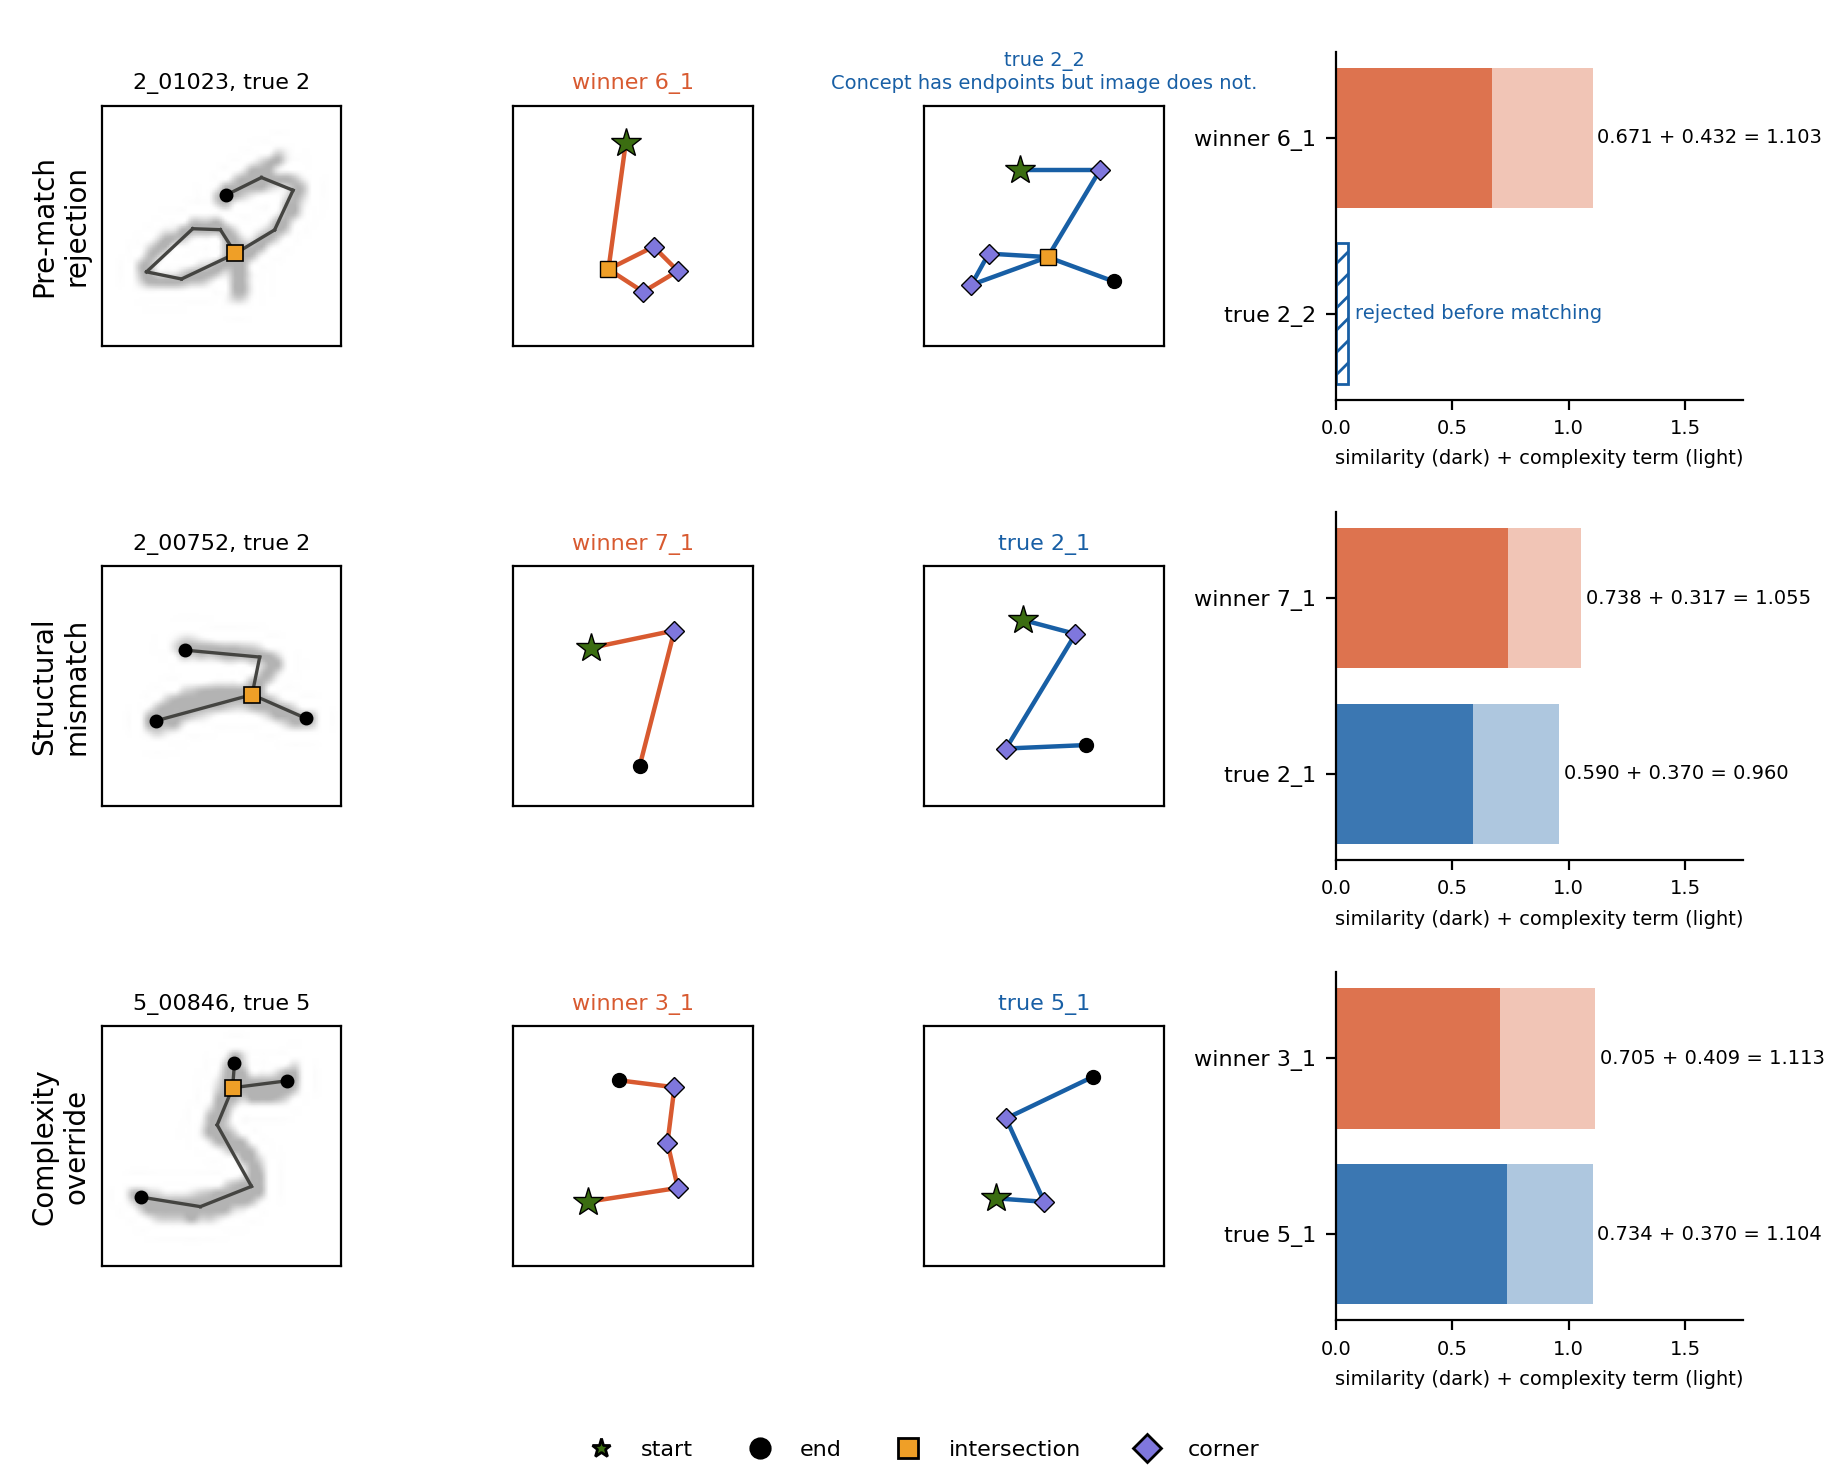 2_01023, true 2
winner 6_1
true 2_2
Concept has endpoints but image does not.
Pre-match
rejection
winner 6_1
0.671 + 0.432 = 1.103
true 2_2
rejected before matching
0.0 0.5 1.0 1.5
similarity (dark) + complexity term (light)
2_00752, true 2
winner 7_1
true 2_1
Structural
mismatch
winner 7_1
0.738 + 0.317 = 1.055
true 2_1
0.590 + 0.370 = 0.960
0.0 0.5 1.0 1.5
similarity (dark) + complexity term (light)
5_00846, true 5
winner 3_1
true 5_1
Complexity
override
winner 3_1
0.705 + 0.409 = 1.113
true 5_1
0.734 + 0.370 = 1.104
0.0 0.5 1.0 1.5
similarity (dark) + complexity term (light)
start end intersection corner